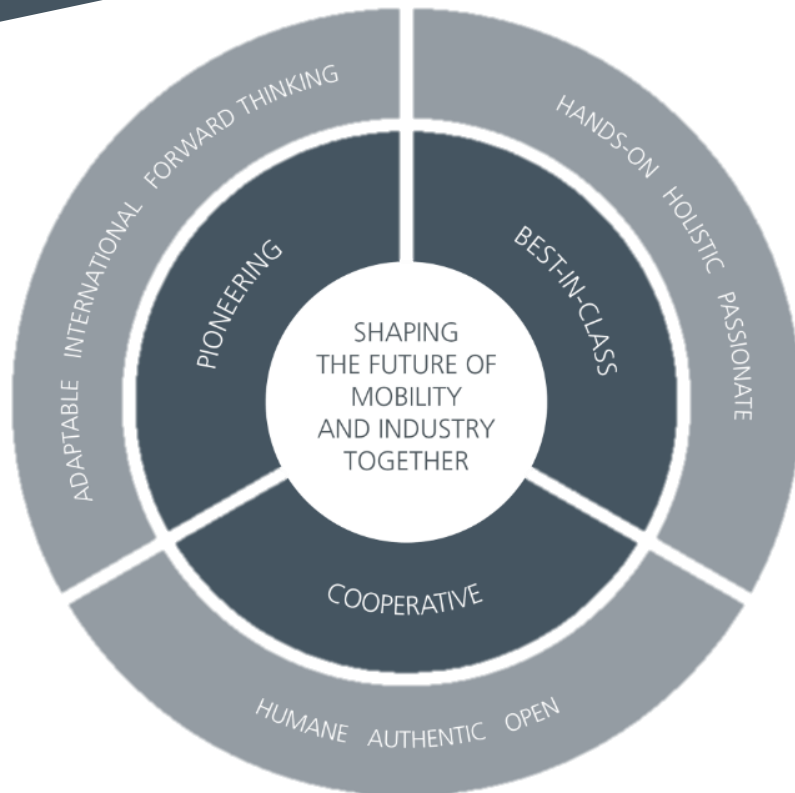 SHAPING
THE FUTURE OF
MOBILITY
AND INDUSTRY
TOGETHER
PIONEERING
BEST-IN-CLASS
COOPERATIVE
ADAPTABLE INTERNATIONAL FORWARD THINKING
HANDS-ON HOLISTIC PASSIONATE
HUMANE AUTHENTIC OPEN